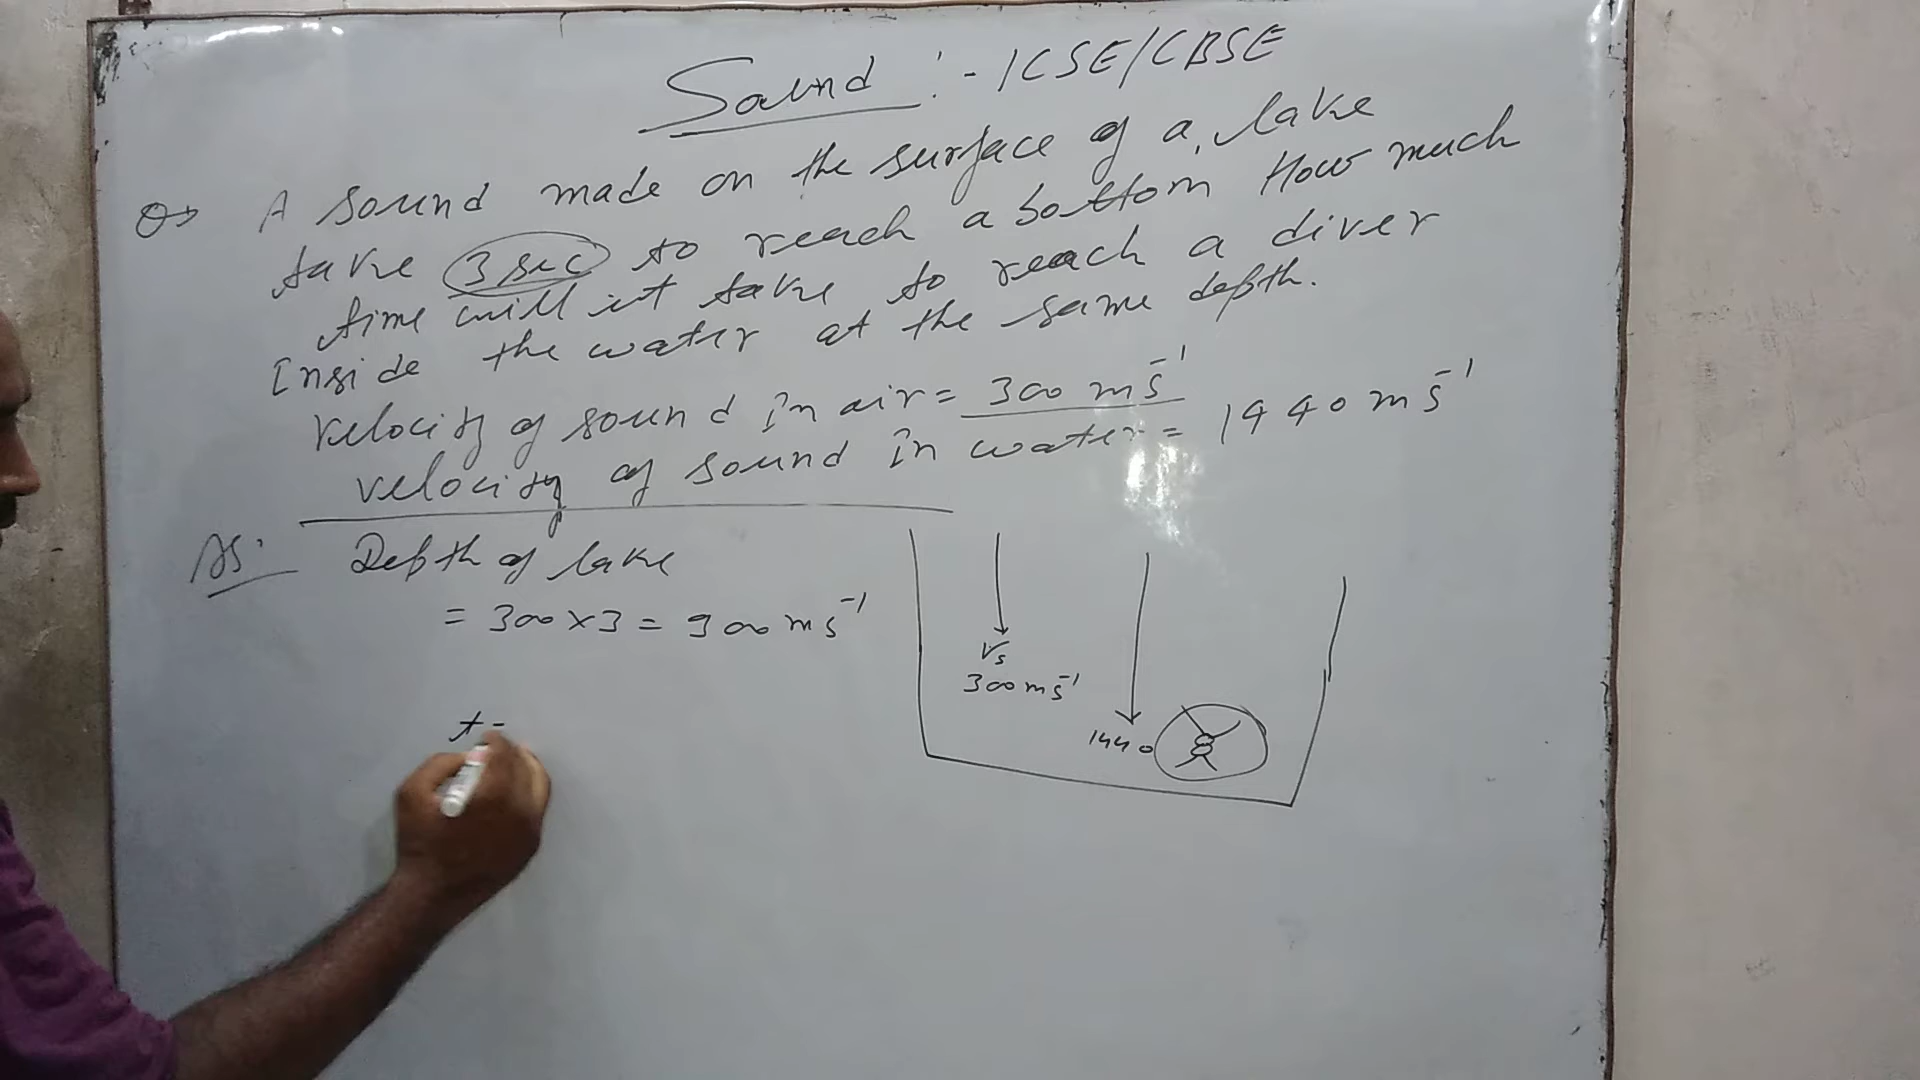 Sound :- ICSE/CBSE
Q→ A sound made on the surface of a lake
take 3 sec to reach a bottom How much
time will it take to reach a diver
Inside the water at the same depth.
Velocity of sound in air = 300 ms⁻¹
velocity of sound in water = 1440 ms⁻¹
AS: Depth of lake
= 300 × 3 = 900 ms⁻¹
t =
Vs
300 ms⁻¹
1440